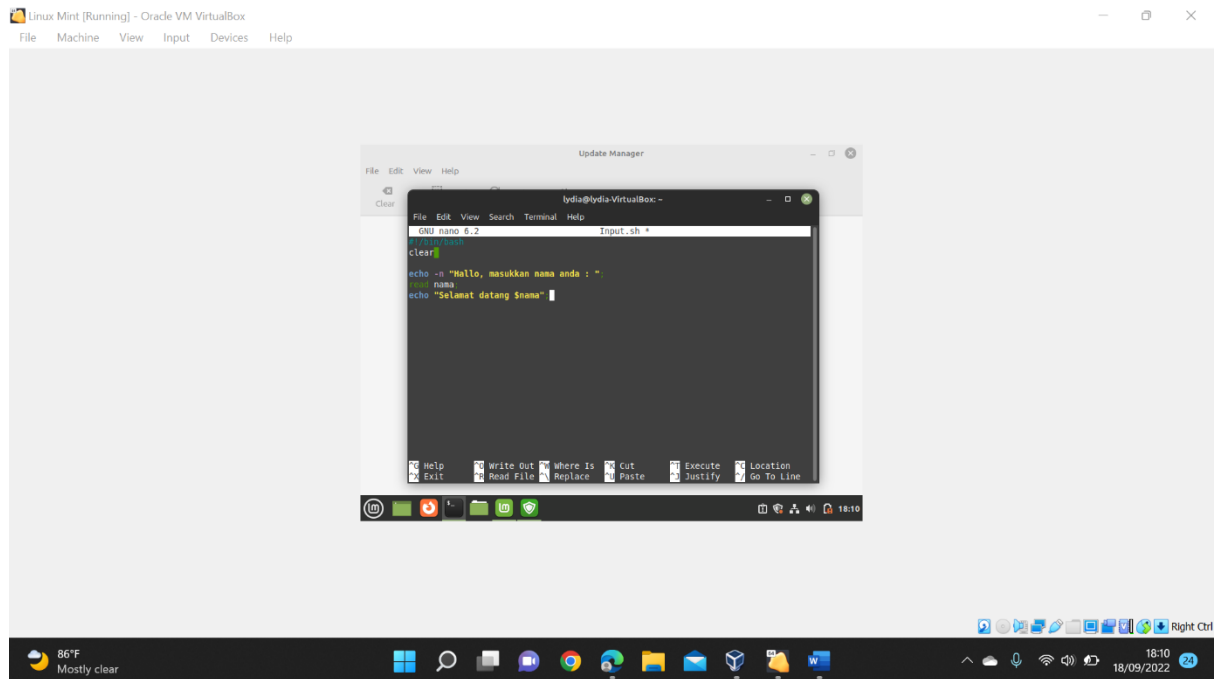 Linux Mint [Running] - Oracle VM VirtualBox
File Machine View Input Devices Help
Update Manager
File Edit View Help
Clear
lydia@lydia-VirtualBox: ~
File Edit View Search Terminal Help
GNU nano 6.2 Input.sh *
#!/bin/bash
clear
echo -n "Hallo, masukkan nama anda : ";
read nama;
echo "Selamat datang $nama";
^G Help ^O Write Out ^W Where Is ^K Cut ^T Execute ^C Location
^X Exit ^R Read File ^\ Replace ^U Paste ^J Justify ^/ Go To Line
18:10
Right Ctrl
86°F
Mostly clear
18:10
18/09/2022
24